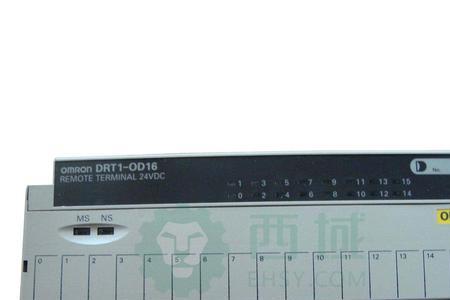 OMRON DRT1-OD16
REMOTE TERMINAL 24VDC
D No.
1 3 5 7 9 11 13 15
0 2 4 6 8 10 12 14
MS NS
西域
EHSY.COM
0 1 2 3 4 5 6 7 8 9 10 11 12 13 14